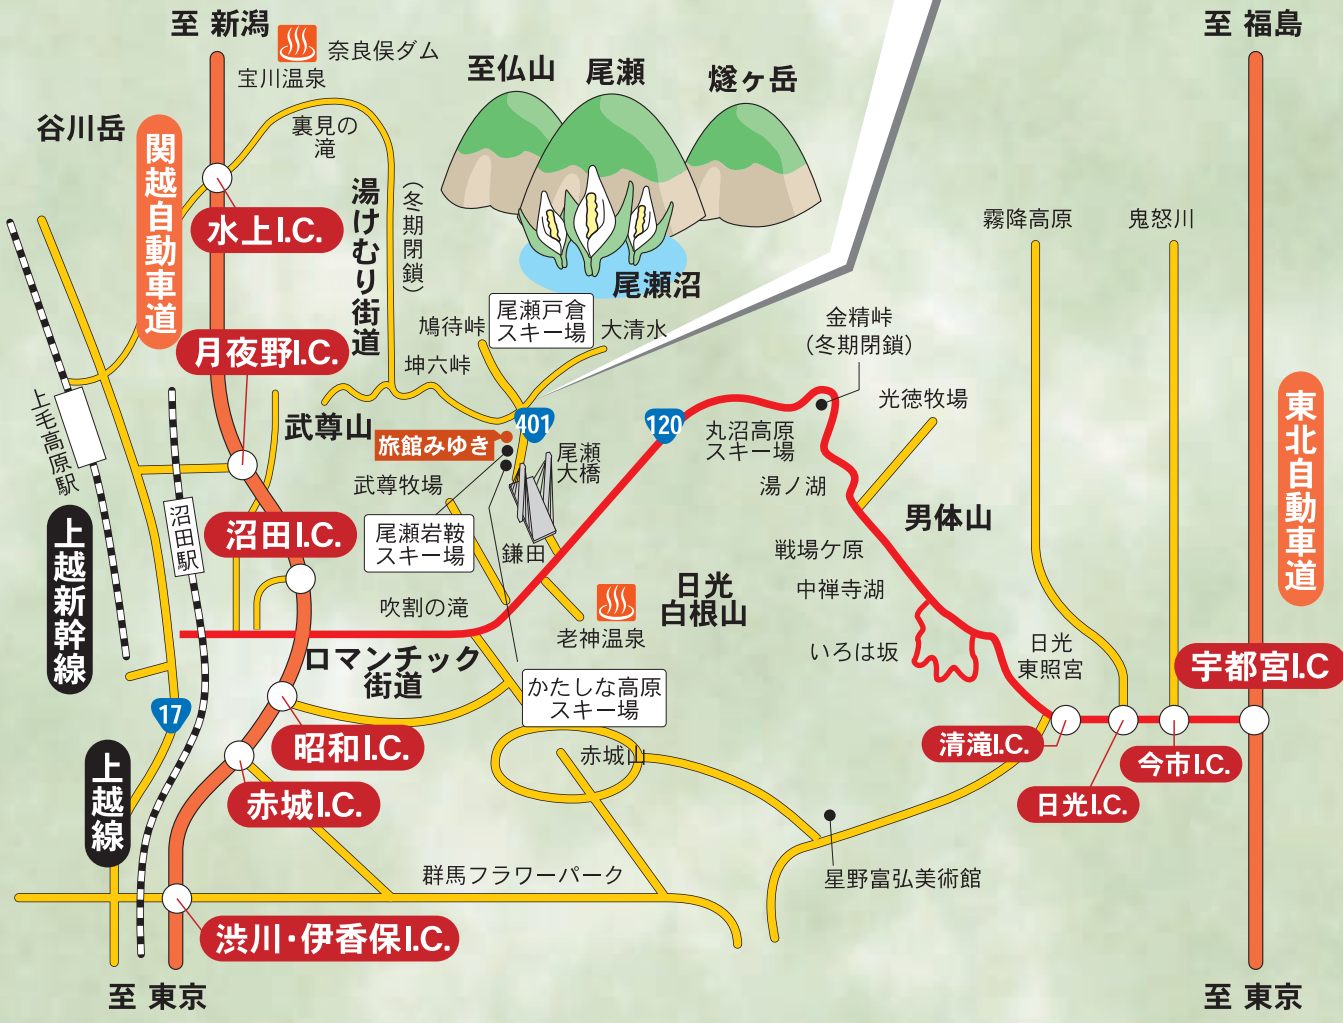 至 新潟
奈良俣ダム
宝川温泉
至 福島
至仏山
尾瀬
燧ヶ岳
谷川岳
裏見の
滝
関越自動車道
湯けむり街道
(冬期閉鎖)
水上I.C.
霧降高原
鬼怒川
尾瀬沼
尾瀬戸倉
スキー場
鳩待峠
大清水
金精峠
(冬期閉鎖)
月夜野I.C.
坤六峠
光徳牧場
上毛高原駅
武尊山
401
120
旅館みゆき
尾瀬
大橋
丸沼高原
スキー場
東北自動車道
武尊牧場
湯ノ湖
沼田駅
沼田I.C.
尾瀬岩鞍
スキー場
男体山
上越新幹線
鎌田
戦場ケ原
日光
白根山
中禅寺湖
吹割の滝
老神温泉
いろは坂
日光
東照宮
ロマンチック
街道
宇都宮I.C
かたしな高原
スキー場
17
昭和I.C.
赤城山
清滝I.C.
今市I.C.
上越線
赤城I.C.
日光I.C.
群馬フラワーパーク
星野富弘美術館
渋川・伊香保I.C.
至 東京
至 東京